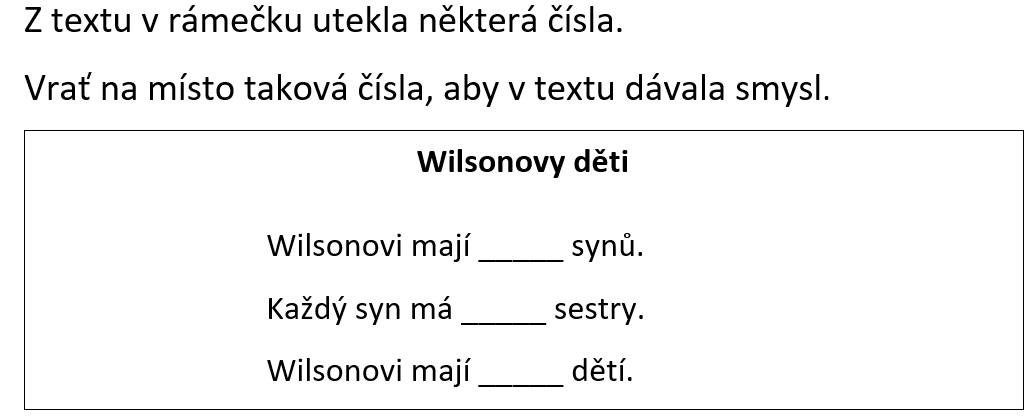 Z textu v rámečku utekla některá čísla.
Vrať na místo taková čísla, aby v textu dávala smysl.
Wilsonovy děti
Wilsonovi mají _____ synů.
Každý syn má _____ sestry.
Wilsonovi mají _____ dětí.